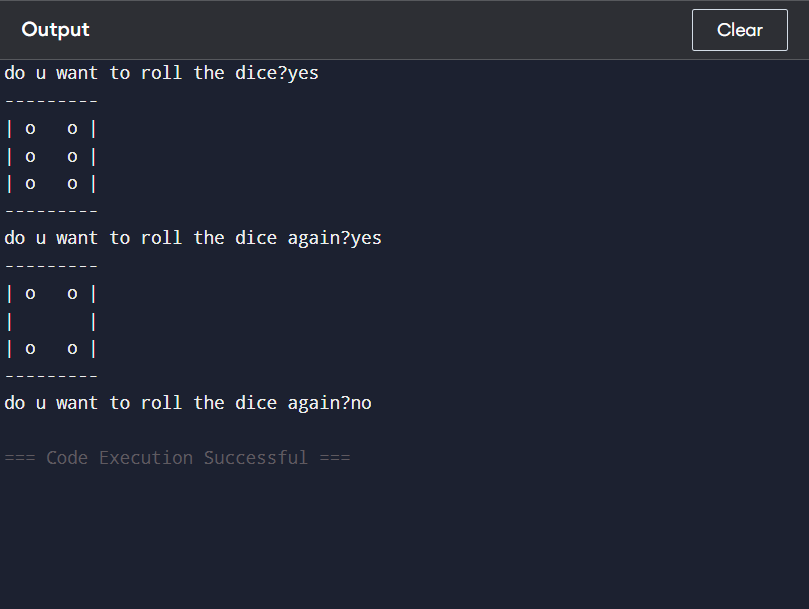 Output
Clear
do u want to roll the dice?yes
---------
| o   o |
| o   o |
| o   o |
---------
do u want to roll the dice again?yes
---------
| o   o |
|       |
| o   o |
---------
do u want to roll the dice again?no
=== Code Execution Successful ===